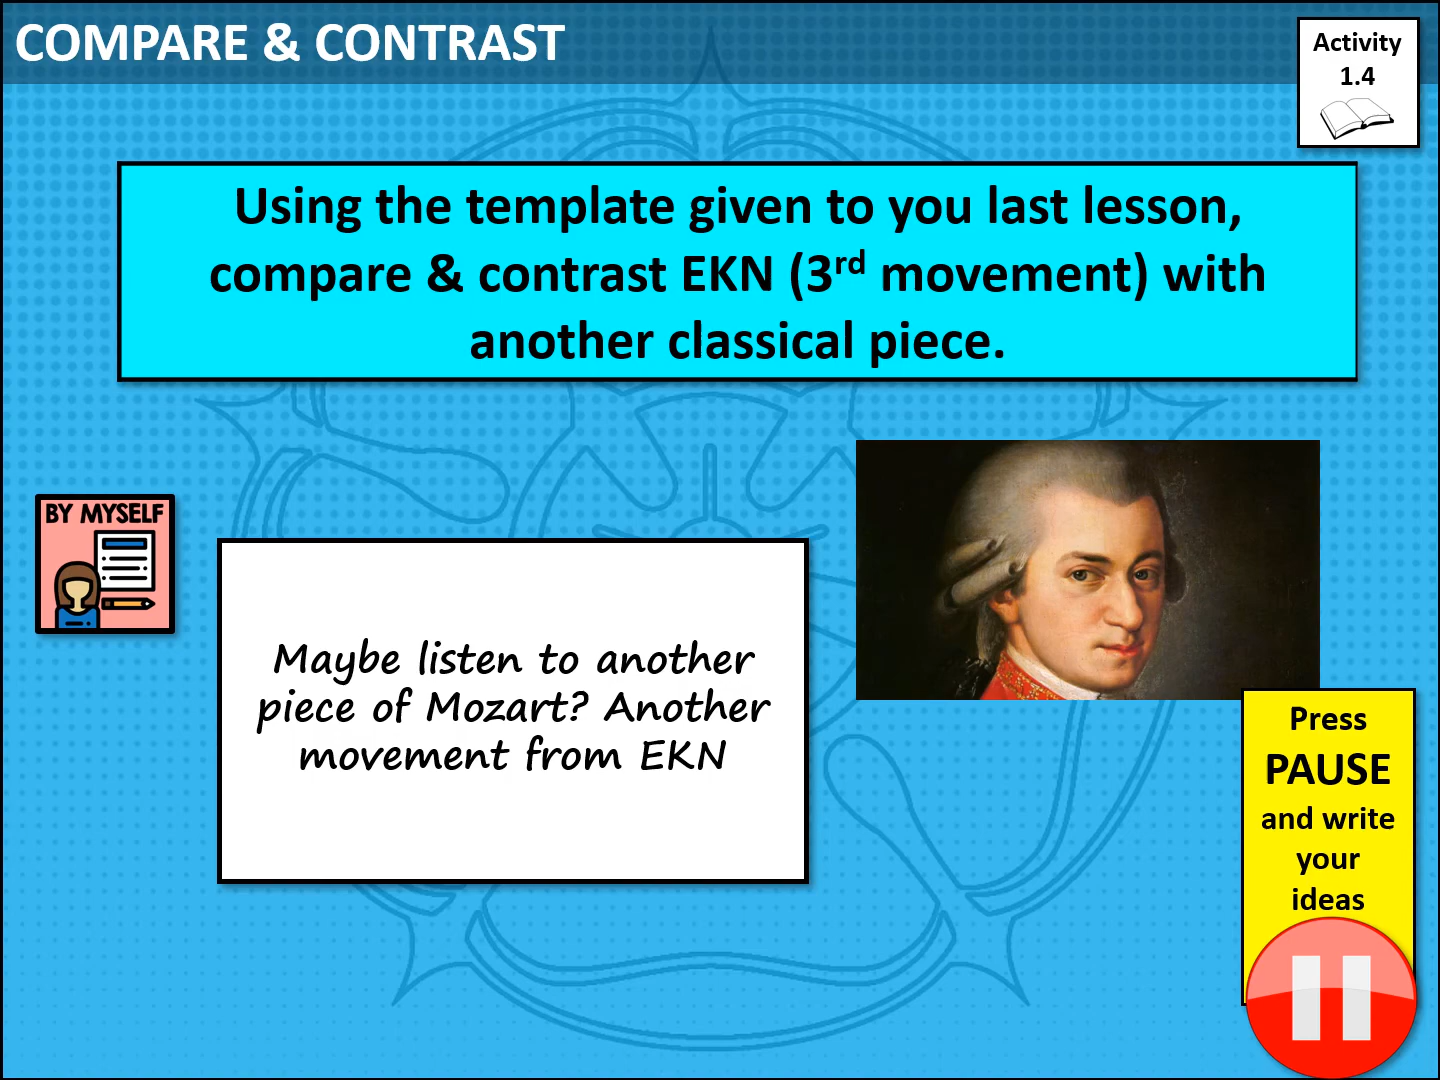 COMPARE & CONTRAST
Activity
1.4
Using the template given to you last lesson,
compare & contrast EKN (3rd movement) with
another classical piece.
BY MYSELF
Maybe listen to another
piece of Mozart? Another
movement from EKN
Press
PAUSE
and write
your
ideas